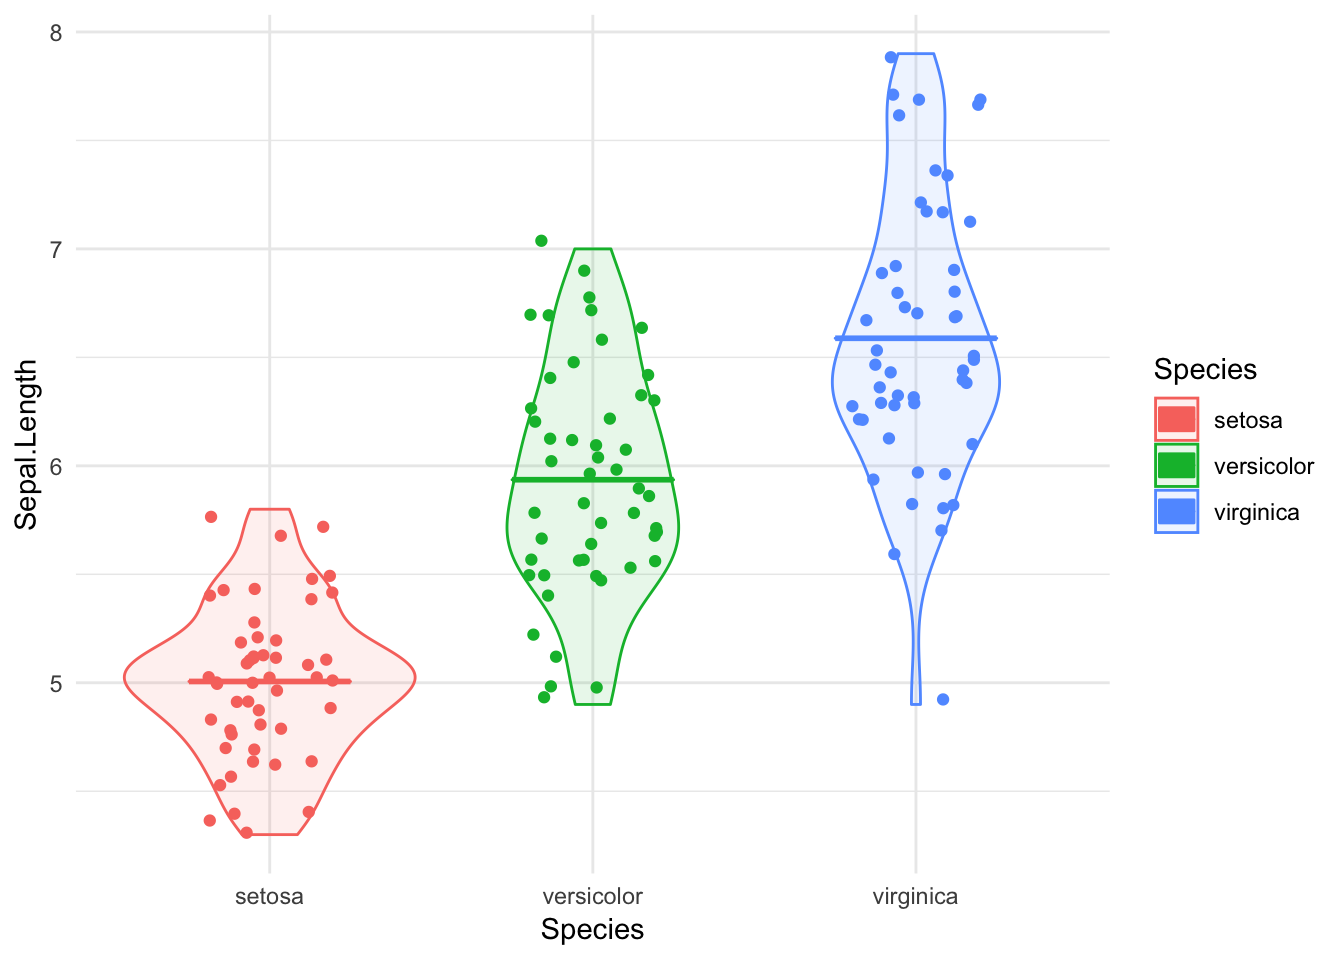 8
7
6
5
Sepal.Length
setosa
versicolor
virginica
Species
Species
setosa
versicolor
virginica